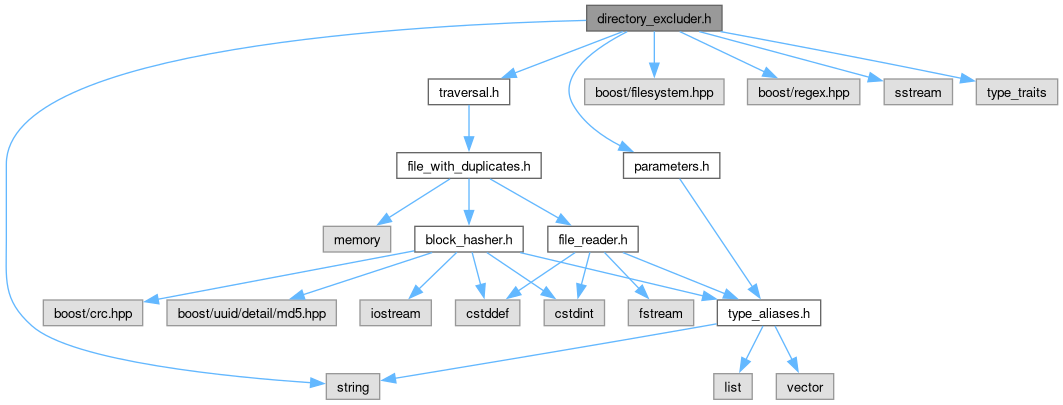 directory_excluder.h
traversal.h
boost/filesystem.hpp
boost/regex.hpp
sstream
type_traits
file_with_duplicates.h
parameters.h
memory
block_hasher.h
file_reader.h
boost/crc.hpp
boost/uuid/detail/md5.hpp
iostream
cstddef
cstdint
fstream
type_aliases.h
string
list
vector